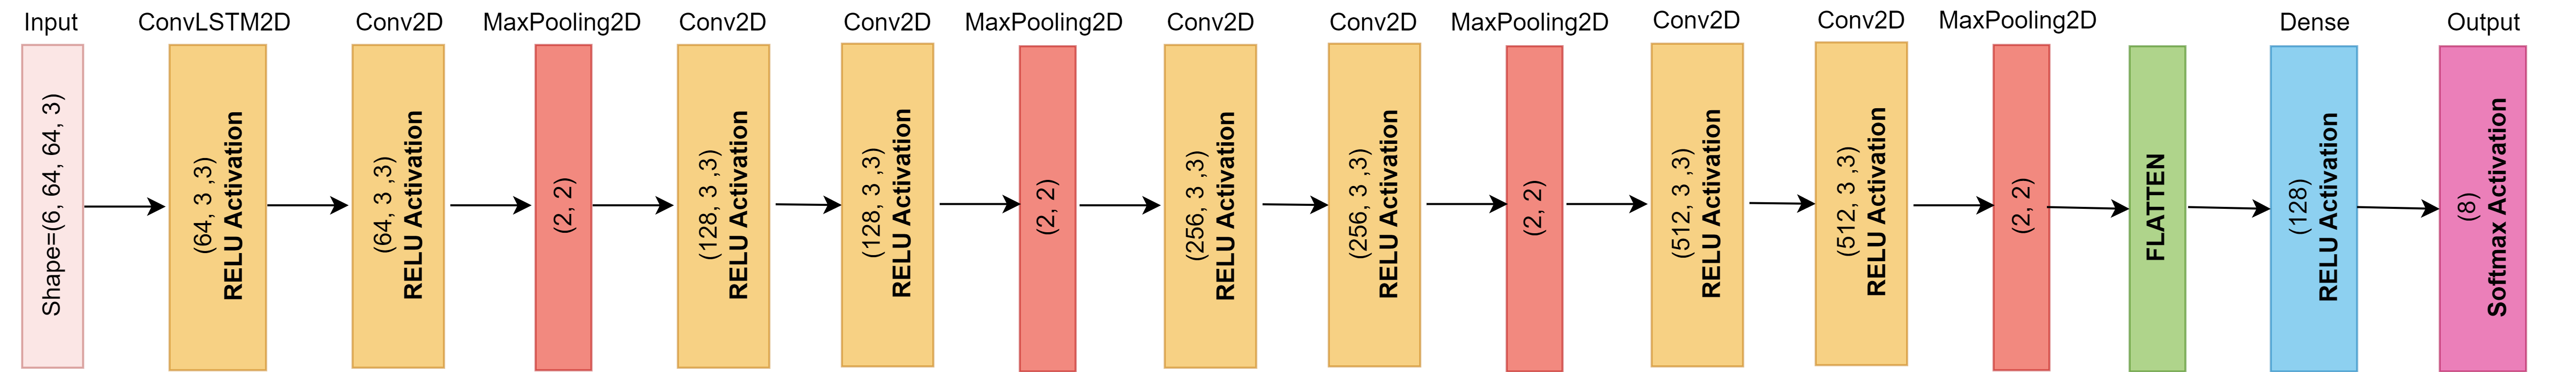 Input
Shape=(6, 64, 64, 3)
ConvLSTM2D
(64, 3 ,3)
RELU Activation
Conv2D
(64, 3 ,3)
RELU Activation
MaxPooling2D
(2, 2)
Conv2D
(128, 3 ,3)
RELU Activation
Conv2D
(128, 3 ,3)
RELU Activation
MaxPooling2D
(2, 2)
Conv2D
(256, 3 ,3)
RELU Activation
Conv2D
(256, 3 ,3)
RELU Activation
MaxPooling2D
(2, 2)
Conv2D
(512, 3 ,3)
RELU Activation
Conv2D
(512, 3 ,3)
RELU Activation
MaxPooling2D
(2, 2)
FLATTEN
Dense
(128)
RELU Activation
Output
(8)
Softmax Activation